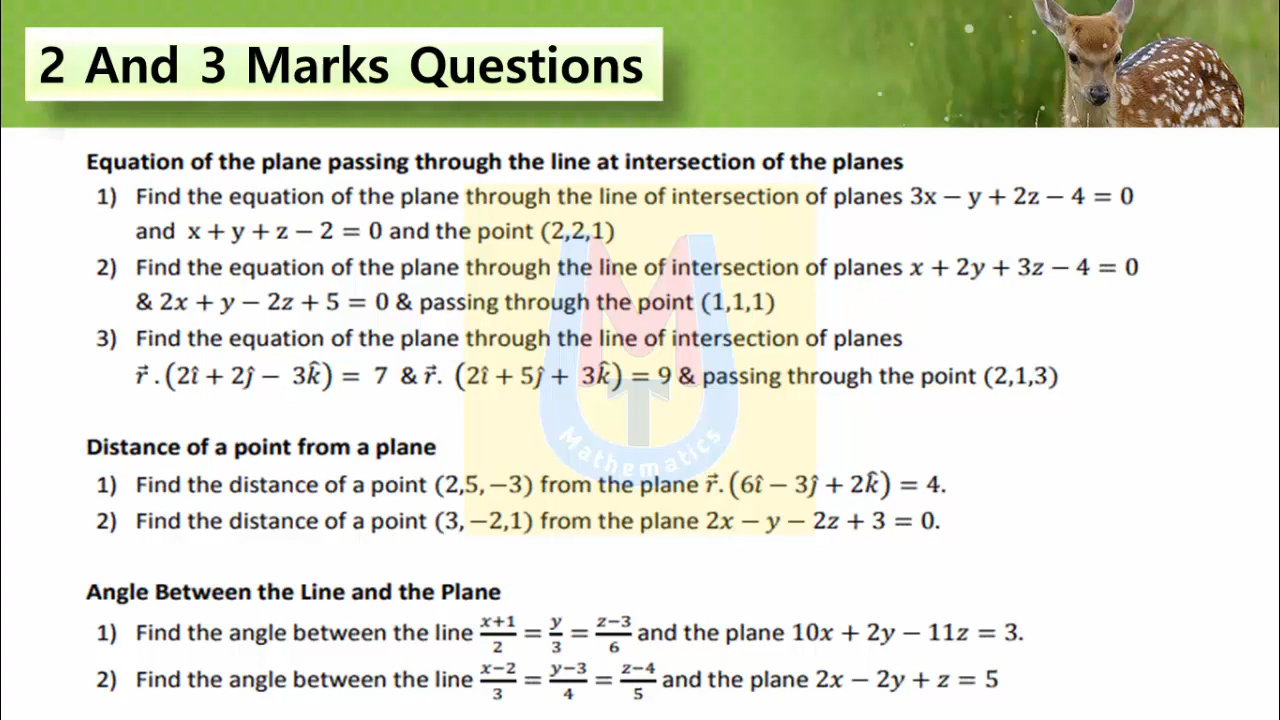 2 And 3 Marks Questions
Equation of the plane passing through the line at intersection of the planes
1) Find the equation of the plane through the line of intersection of planes 3x − y + 2z − 4 = 0
and x + y + z − 2 = 0 and the point (2,2,1)
2) Find the equation of the plane through the line of intersection of planes x + 2y + 3z − 4 = 0
& 2x + y − 2z + 5 = 0 & passing through the point (1,1,1)
3) Find the equation of the plane through the line of intersection of planes
r⃗ . (2î + 2ĵ − 3k̂) = 7 & r⃗. (2î + 5ĵ + 3k̂) = 9 & passing through the point (2,1,3)
Distance of a point from a plane
1) Find the distance of a point (2,5, −3) from the plane r⃗. (6î − 3ĵ + 2k̂) = 4.
2) Find the distance of a point (3, −2,1) from the plane 2x − y − 2z + 3 = 0.
Angle Between the Line and the Plane
1) Find the angle between the line (x+1)/2 = y/3 = (z−3)/6 and the plane 10x + 2y − 11z = 3.
2) Find the angle between the line (x−2)/3 = (y−3)/4 = (z−4)/5 and the plane 2x − 2y + z = 5
MUT
Mathematics